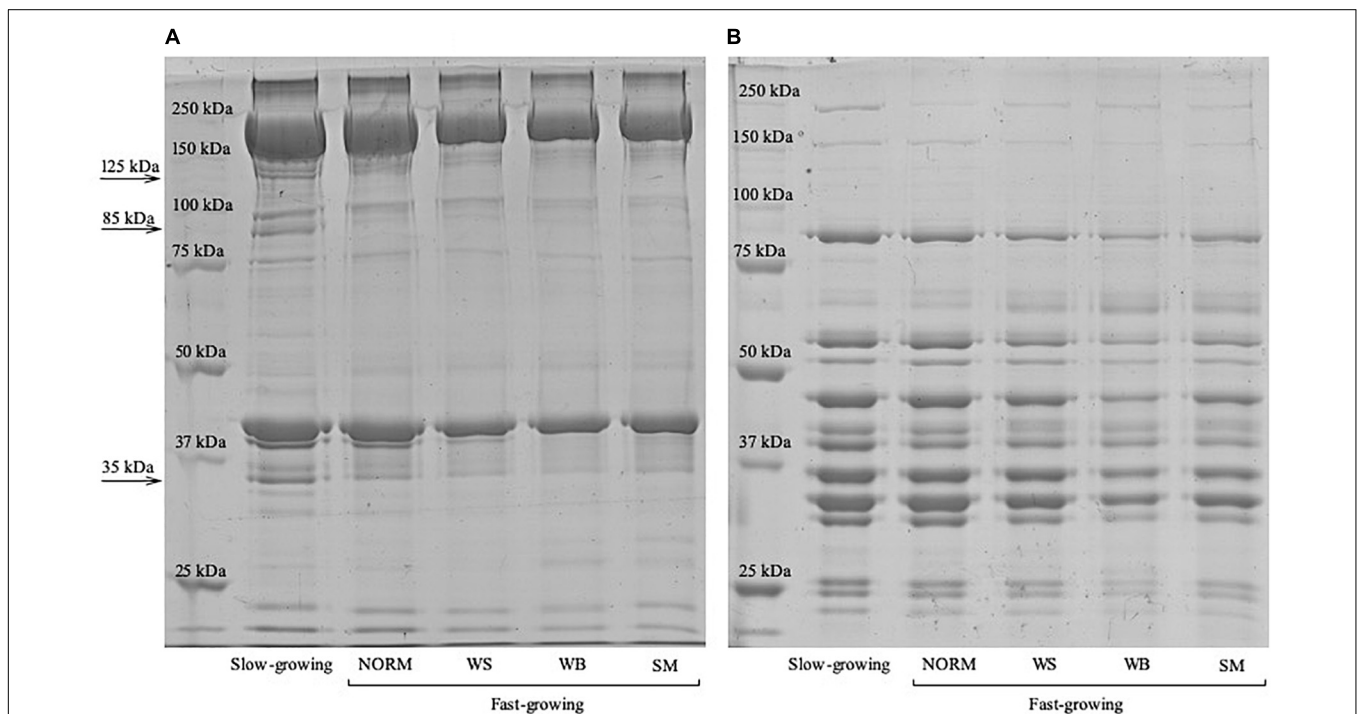 A
250 kDa
150 kDa
125 kDa
100 kDa
85 kDa
75 kDa
50 kDa
37 kDa
35 kDa
25 kDa
Slow-growing NORM WS WB SM
Fast-growing
B
250 kDa
150 kDa
100 kDa
75 kDa
50 kDa
37 kDa
25 kDa
Slow-growing NORM WS WB SM
Fast-growing